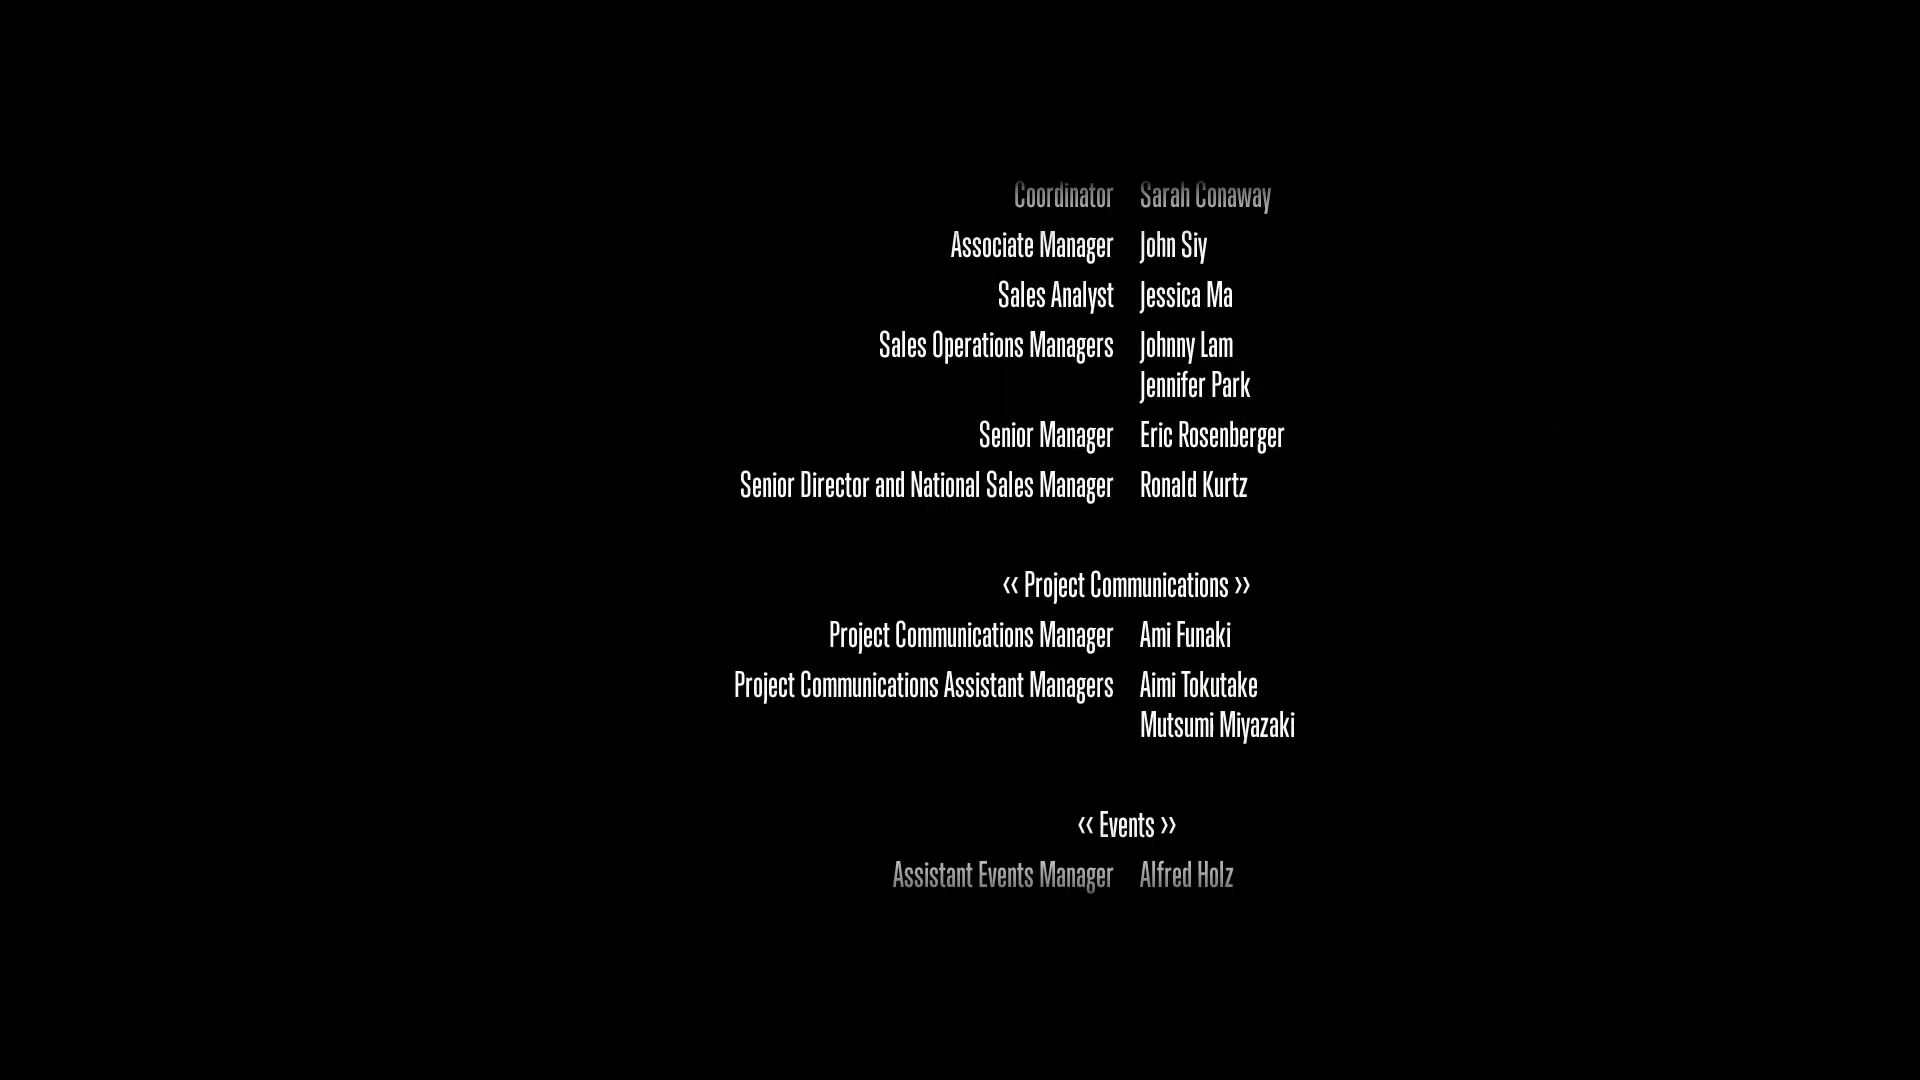 Coordinator Sarah Conaway
Associate Manager John Siy
Sales Analyst Jessica Ma
Sales Operations Managers Johnny Lam
Jennifer Park
Senior Manager Eric Rosenberger
Senior Director and National Sales Manager Ronald Kurtz
‹‹ Project Communications ››
Project Communications Manager Ami Funaki
Project Communications Assistant Managers Aimi Tokutake
Mutsumi Miyazaki
‹‹ Events ››
Assistant Events Manager Alfred Holz